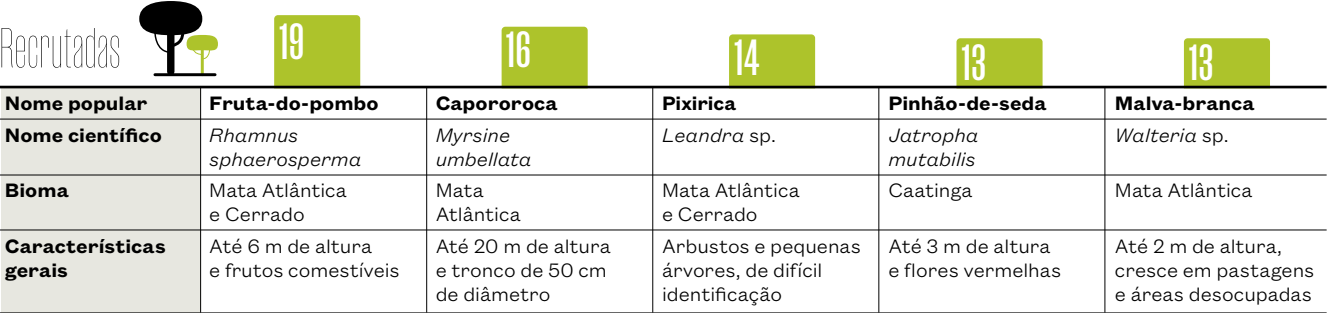 Recrutadas
19
16
14
13
13
Nome popular
Fruta-do-pombo
Capororoca
Pixirica
Pinhão-de-seda
Malva-branca
Nome científico
Rhamnus
sphaerosperma
Myrsine
umbellata
Leandra sp.
Jatropha
mutabilis
Walteria sp.
Bioma
Mata Atlântica
e Cerrado
Mata
Atlântica
Mata Atlântica
e Cerrado
Caatinga
Mata Atlântica
Características
gerais
Até 6 m de altura
e frutos comestíveis
Até 20 m de altura
e tronco de 50 cm
de diâmetro
Arbustos e pequenas
árvores, de difícil
identificação
Até 3 m de altura
e flores vermelhas
Até 2 m de altura,
cresce em pastagens
e áreas desocupadas